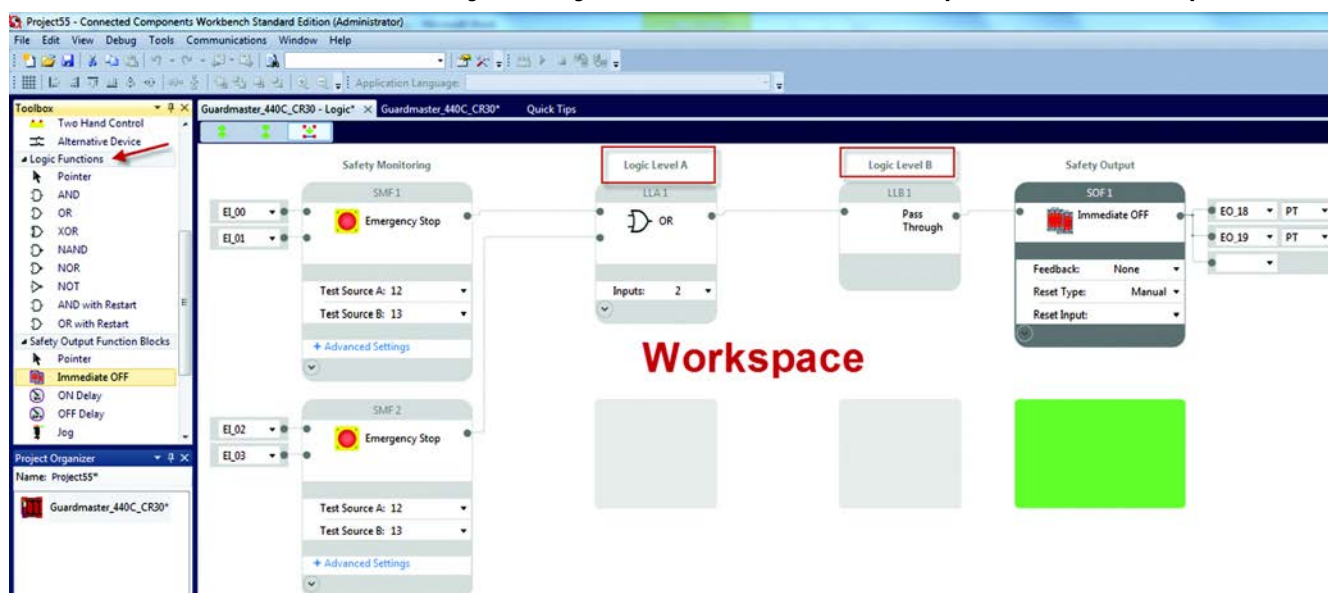 Project55 - Connected Components Workbench Standard Edition (Administrator)
File Edit View Debug Tools Communications Window Help
Application Language:
Toolbox
Guardmaster_440C_CR30 - Logic* Guardmaster_440C_CR30* Quick Tips
Two Hand Control
Alternative Device
Logic Functions
Pointer
AND
OR
XOR
NAND
NOR
NOT
AND with Restart
OR with Restart
Safety Output Function Blocks
Pointer
Immediate OFF
ON Delay
OFF Delay
Jog
Project Organizer
Name: Project55*
Guardmaster_440C_CR30*
Safety Monitoring
SMF 1
EI_00
EI_01
Emergency Stop
Test Source A: 12
Test Source B: 13
+ Advanced Settings
SMF 2
EI_02
EI_03
Emergency Stop
Test Source A: 12
Test Source B: 13
+ Advanced Settings
Logic Level A
LLA 1
OR
Inputs: 2
Logic Level B
LLB 1
Pass
Through
Safety Output
SOF 1
Immediate OFF
EO_18 PT
EO_19 PT
Feedback: None
Reset Type: Manual
Reset Input:
Workspace